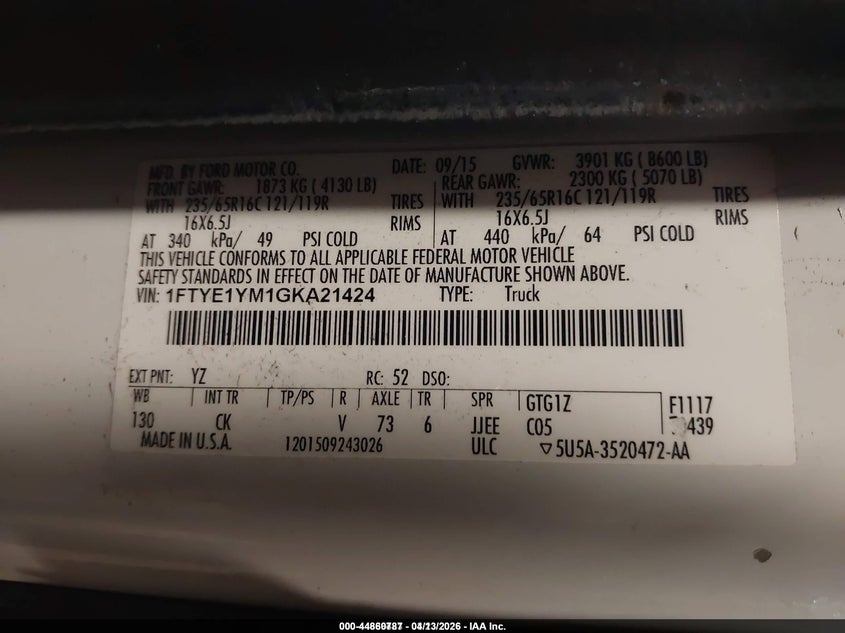 MFD. BY FORD MOTOR CO. DATE: 09/15 GVWR: 3901 KG ( 8600 LB)
FRONT GAWR: 1873 KG ( 4130 LB) REAR GAWR: 2300 KG ( 5070 LB)
WITH 235/65R16C 121/119R TIRES WITH 235/65R16C 121/119R TIRES
16X6.5J RIMS 16X6.5J RIMS
AT 340 kPa/ 49 PSI COLD AT 440 kPa/ 64 PSI COLD
THIS VEHICLE CONFORMS TO ALL APPLICABLE FEDERAL MOTOR VEHICLE
SAFETY STANDARDS IN EFFECT ON THE DATE OF MANUFACTURE SHOWN ABOVE.
VIN: 1FTYE1YM1GKA21424 TYPE: Truck
EXT PNT: YZ RC: 52 DSO:
WB INT TR TP/PS R AXLE TR SPR GTG1Z F1117
130 CK V 73 6 JJEE C05 439
MADE IN U.S.A. 1201509243026 ULC ▽5U5A-3520472-AA
- IAA Inc.